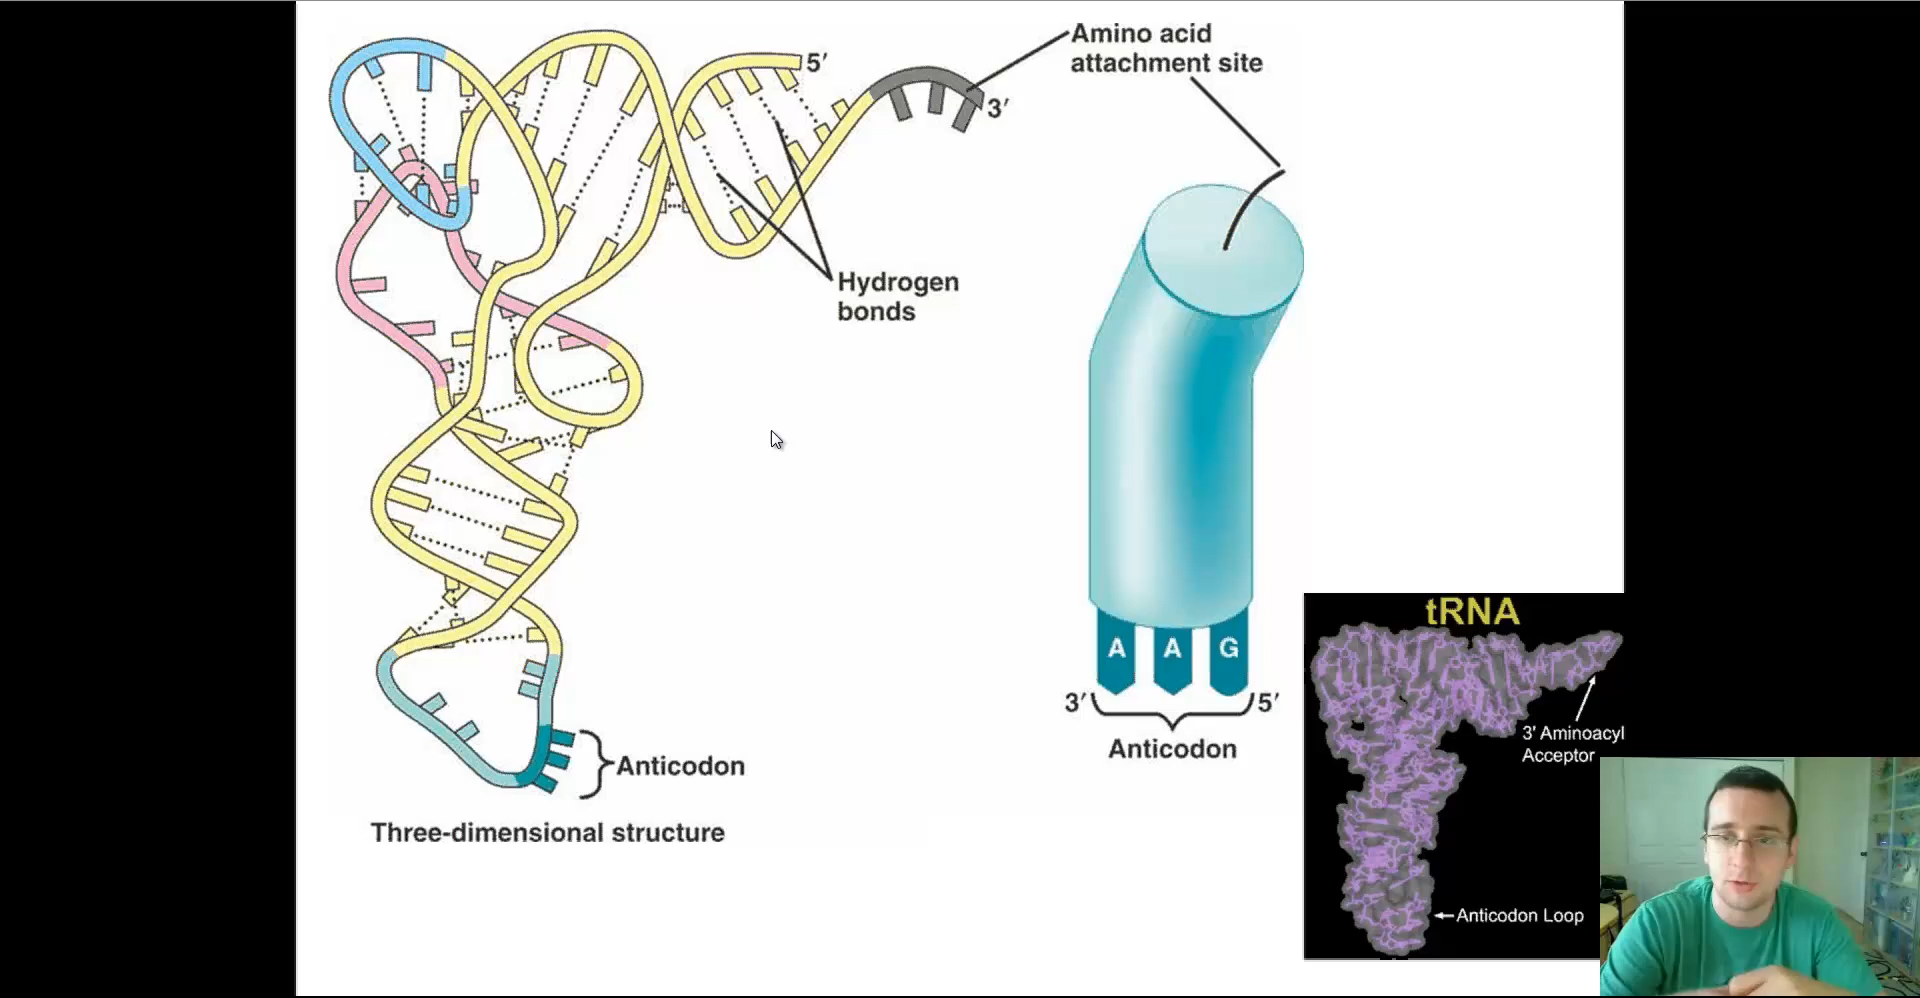 5′
Amino acid
attachment site
3′
Hydrogen
bonds
A A G
3′ 5′
Anticodon
Anticodon
Three-dimensional structure
tRNA
3' Aminoacyl
Acceptor
Anticodon Loop